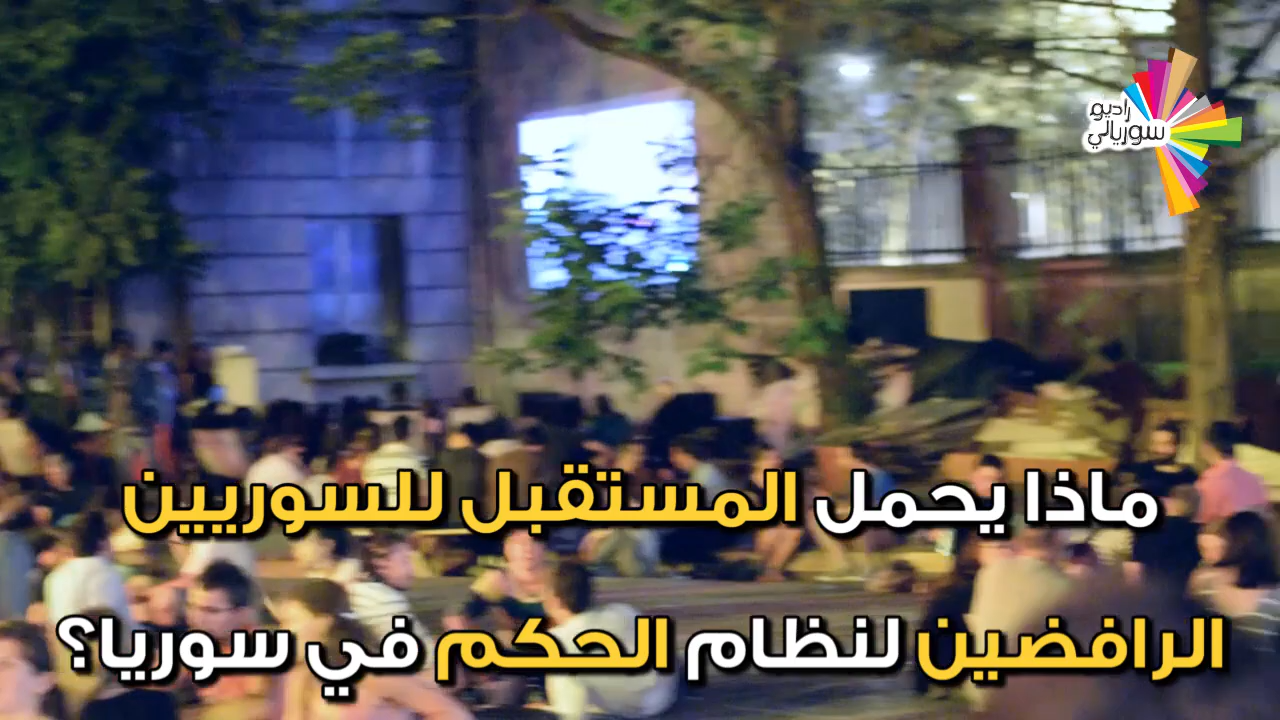 راديو
سوريالي
ماذا يحمل المستقبل للسوريين
الرافضين لنظام الحكم في سوريا؟